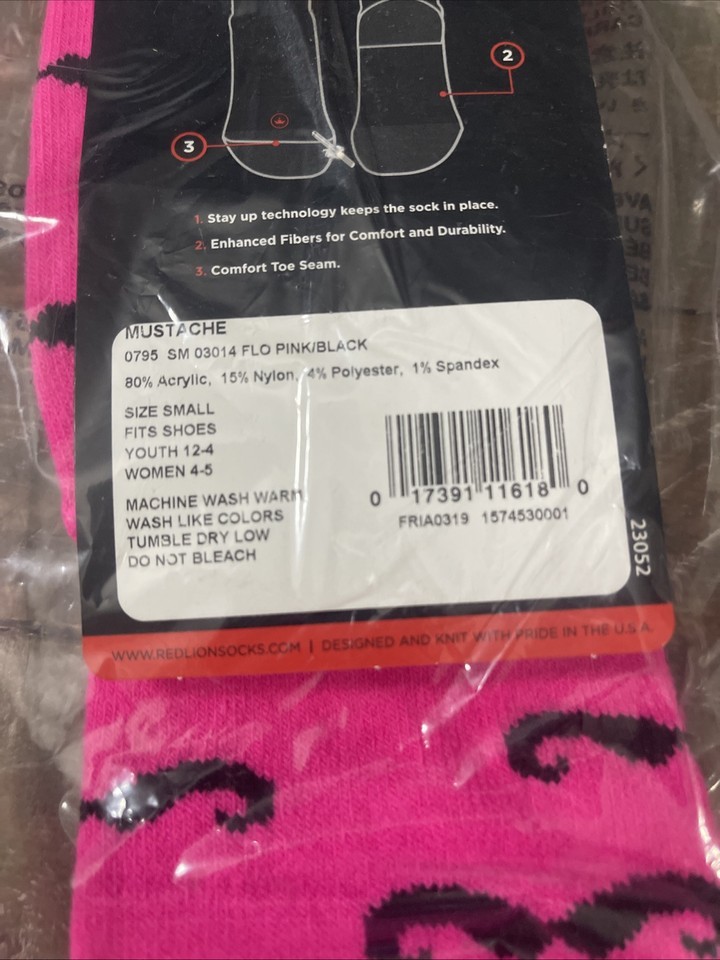 2
3
1. Stay up technology keeps the sock in place.
2. Enhanced Fibers for Comfort and Durability.
3. Comfort Toe Seam.
MUSTACHE
0795 SM 03014 FLO PINK/BLACK
80% Acrylic, 15% Nylon, 4% Polyester, 1% Spandex
SIZE SMALL
FITS SHOES
YOUTH 12-4
WOMEN 4-5
MACHINE WASH WARM
WASH LIKE COLORS
TUMBLE DRY LOW
DO NOT BLEACH
0 17391 11618 0
FRIA0319 1574530001
23052
WWW.REDLIONSOCKS.COM | DESIGNED AND KNIT WITH PRIDE IN THE U.S.A.